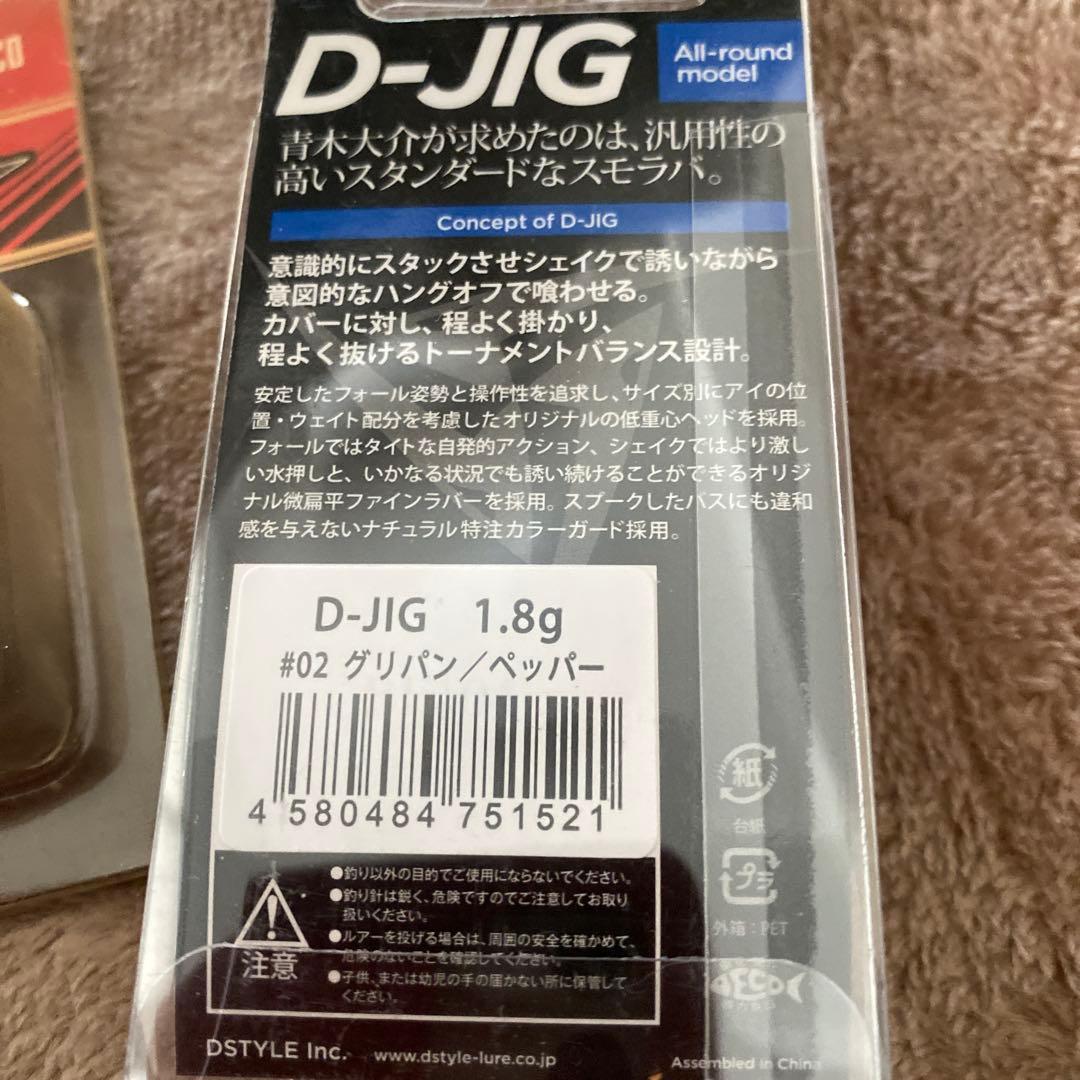 CO
D-JIG
All-round
model
青木大介が求めたのは、汎用性の
高いスタンダードなスモラバ。
Concept of D-JIG
意識的にスタックさせシェイクで誘いながら
意図的なハングオフで喰わせる。
カバーに対し、程よく掛かり、
程よく抜けるトーナメントバランス設計。
安定したフォール姿勢と操作性を追求し、サイズ別にアイの位
置・ウェイト配分を考慮したオリジナルの低重心ヘッドを採用。
フォールではタイトな自発的アクション、シェイクではより激し
い水押しと、いかなる状況でも誘い続けることができるオリジ
ナル微扁平ファインラバーを採用。スプークしたバスにも違和
感を与えないナチュラル特注カラーガード採用。
D-JIG 1.8g
#02 グリパン／ペッパー
4 580484 751521
●釣り以外の目的でご使用にならないでください。
●釣り針は鋭く、危険ですのでご注意してお取り
扱いください。
●ルアーを投げる場合は、周囲の安全を確かめて、
危険のないことを確認してください。
●子供、または幼児の手の届かない所に保管して
ください。
注意
紙
台紙
プラ
外箱：PET
ECO
DSTYLE Inc. www.dstyle-lure.co.jp
Assembled in China